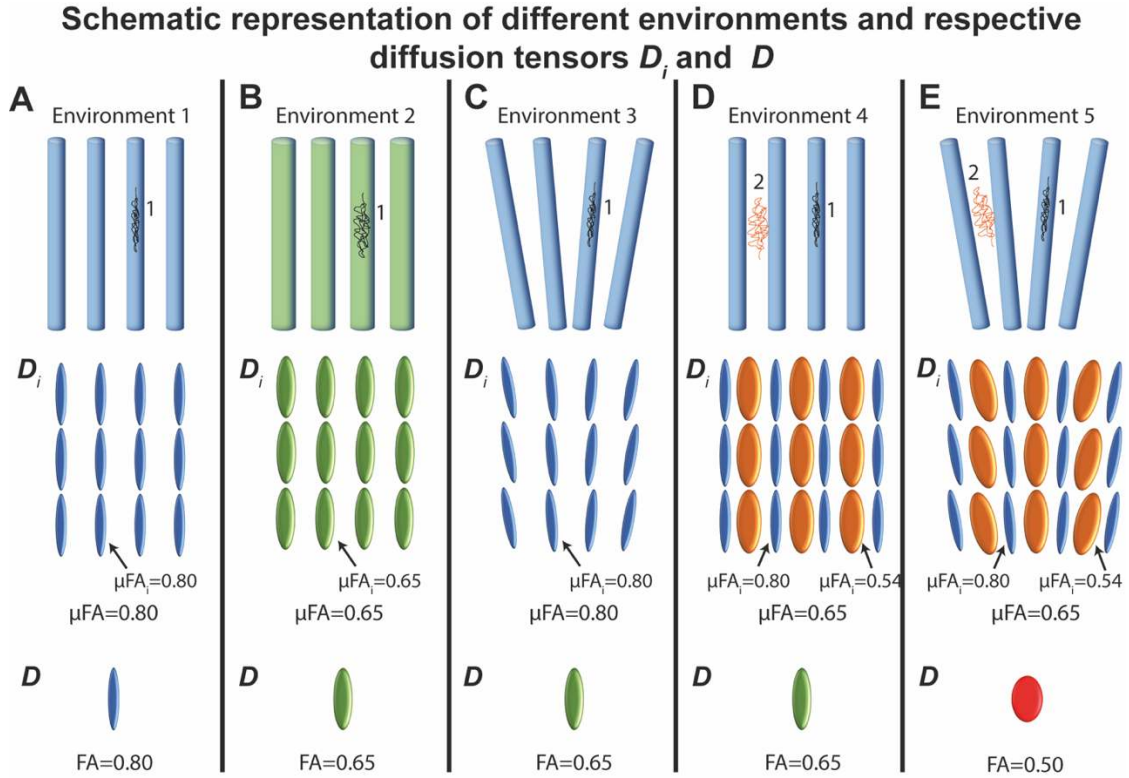 Schematic representation of different environments and respective
diffusion tensors Di and D
A
Environment 1
1
Di
μFAi=0.80
μFA=0.80
D
FA=0.80
B
Environment 2
1
Di
μFAi=0.65
μFA=0.65
D
FA=0.65
C
Environment 3
1
Di
μFAi=0.80
μFA=0.80
D
FA=0.65
D
Environment 4
2
1
Di
μFAi=0.80
μFAi=0.54
μFA=0.65
D
FA=0.65
E
Environment 5
2
1
Di
μFAi=0.80
μFAi=0.54
μFA=0.65
D
FA=0.50